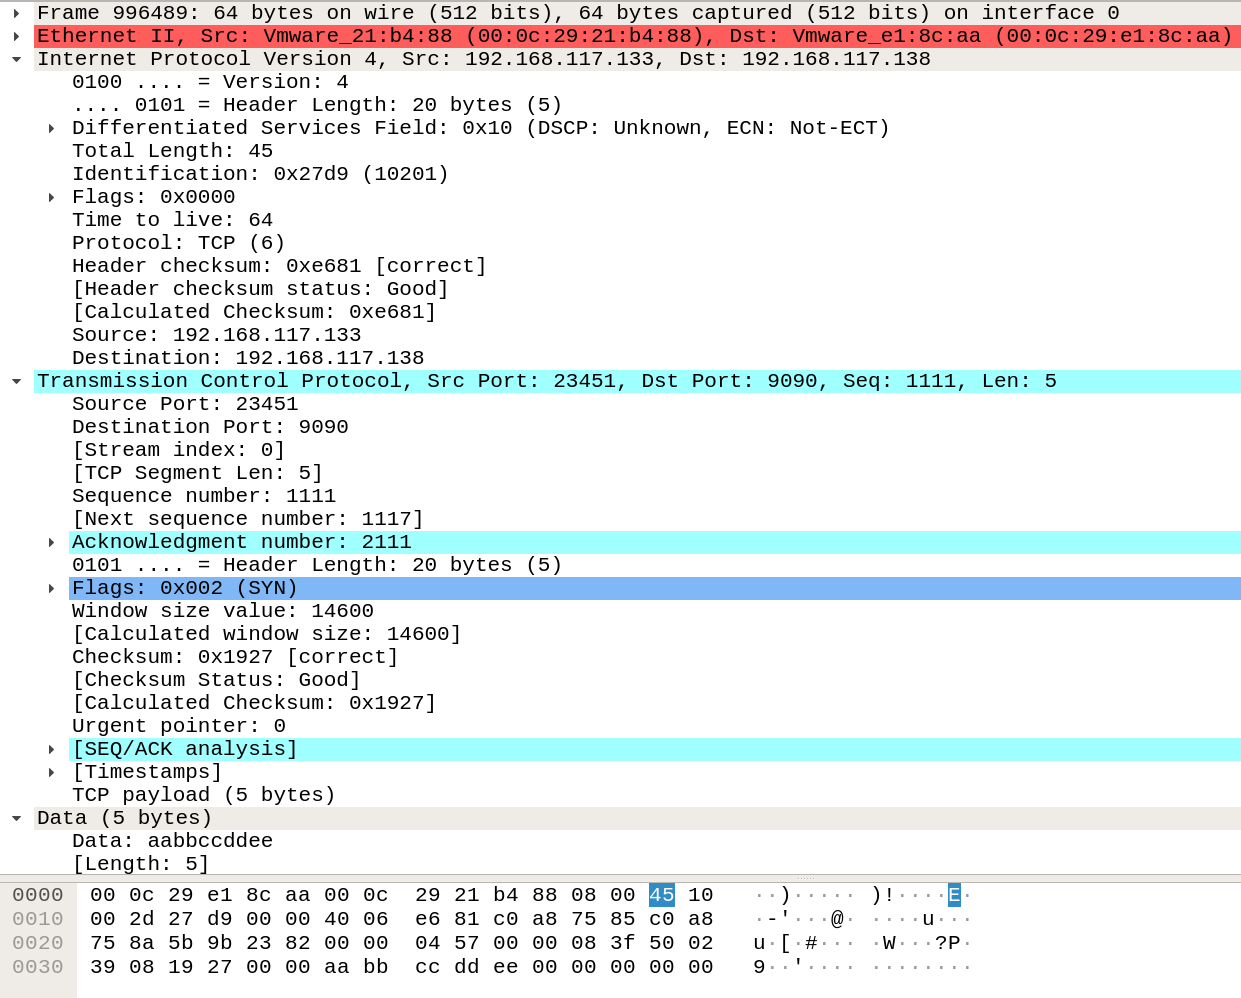 Frame 996489: 64 bytes on wire (512 bits), 64 bytes captured (512 bits) on interface 0
Ethernet II, Src: Vmware_21:b4:88 (00:0c:29:21:b4:88), Dst: Vmware_e1:8c:aa (00:0c:29:e1:8c:aa)
Internet Protocol Version 4, Src: 192.168.117.133, Dst: 192.168.117.138
0100 .... = Version: 4
.... 0101 = Header Length: 20 bytes (5)
Differentiated Services Field: 0x10 (DSCP: Unknown, ECN: Not-ECT)
Total Length: 45
Identification: 0x27d9 (10201)
Flags: 0x0000
Time to live: 64
Protocol: TCP (6)
Header checksum: 0xe681 [correct]
[Header checksum status: Good]
[Calculated Checksum: 0xe681]
Source: 192.168.117.133
Destination: 192.168.117.138
Transmission Control Protocol, Src Port: 23451, Dst Port: 9090, Seq: 1111, Len: 5
Source Port: 23451
Destination Port: 9090
[Stream index: 0]
[TCP Segment Len: 5]
Sequence number: 1111
[Next sequence number: 1117]
Acknowledgment number: 2111
0101 .... = Header Length: 20 bytes (5)
Flags: 0x002 (SYN)
Window size value: 14600
[Calculated window size: 14600]
Checksum: 0x1927 [correct]
[Checksum Status: Good]
[Calculated Checksum: 0x1927]
Urgent pointer: 0
[SEQ/ACK analysis]
[Timestamps]
TCP payload (5 bytes)
Data (5 bytes)
Data: aabbccddee
[Length: 5]
0000 00 0c 29 e1 8c aa 00 0c 29 21 b4 88 08 00 45 10 ··)····· )!····E·
0010 00 2d 27 d9 00 00 40 06 e6 81 c0 a8 75 85 c0 a8 ·-'···@· ····u···
0020 75 8a 5b 9b 23 82 00 00 04 57 00 00 08 3f 50 02 u·[·#··· ·W···?P·
0030 39 08 19 27 00 00 aa bb cc dd ee 00 00 00 00 00 9··'···· ········